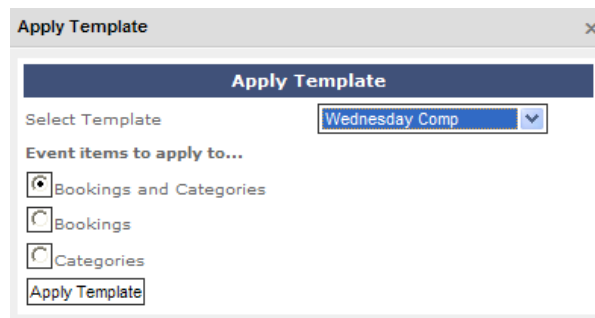 Apply Template
Apply Template
Select Template Wednesday Comp
Event items to apply to...
Bookings and Categories
Bookings
Categories
Apply Template